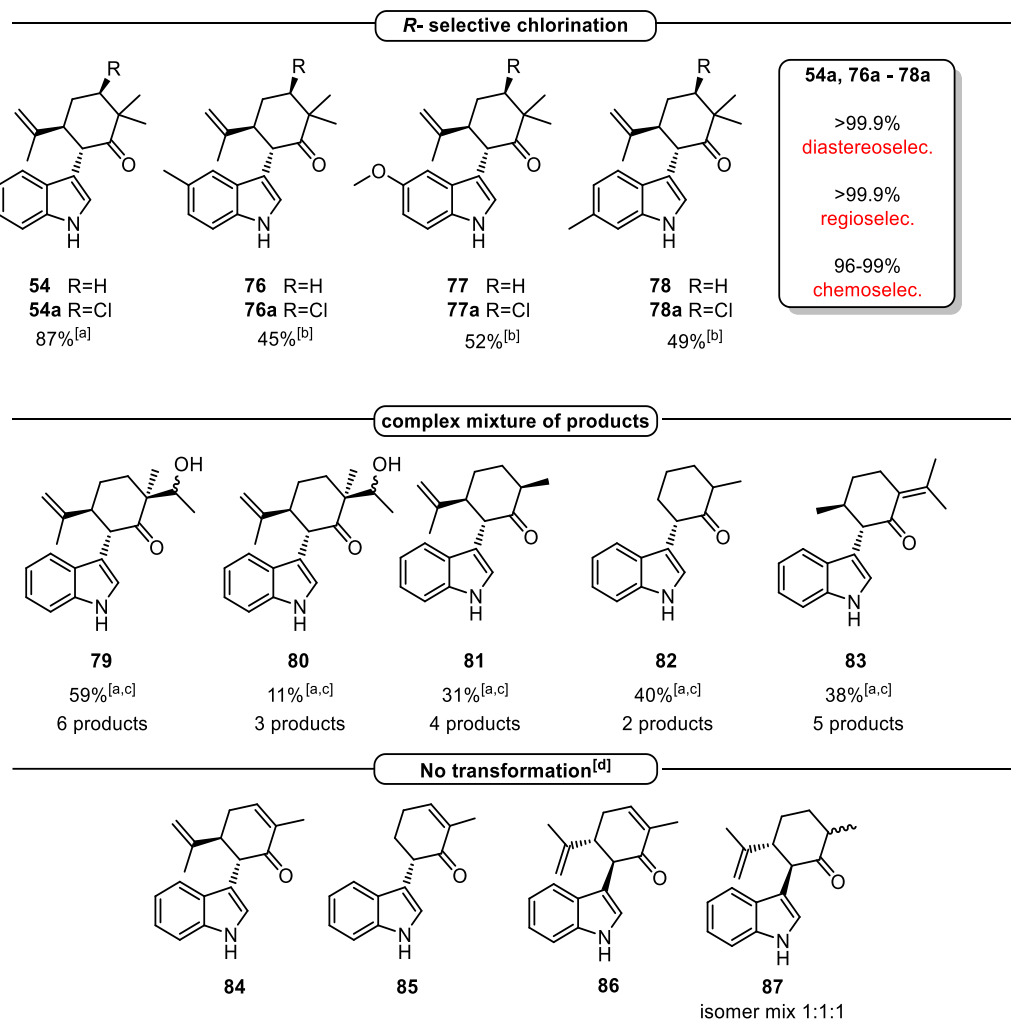 R- selective chlorination
R
R
R
R
O
O
O
O
O
N
H
N
H
N
H
N
H
54 R=H
54a R=Cl
87%[a]
76 R=H
76a R=Cl
45%[b]
77 R=H
77a R=Cl
52%[b]
78 R=H
78a R=Cl
49%[b]
54a, 76a - 78a
>99.9%
diastereoselec.
>99.9%
regioselec.
96-99%
chemoselec.
complex mixture of products
OH
OH
O
O
O
O
O
N
H
N
H
N
H
N
H
N
H
79
59%[a,c]
6 products
80
11%[a,c]
3 products
81
31%[a,c]
4 products
82
40%[a,c]
2 products
83
38%[a,c]
5 products
No transformation[d]
O
O
O
O
N
H
N
H
N
H
N
H
84
85
86
87
isomer mix 1:1:1